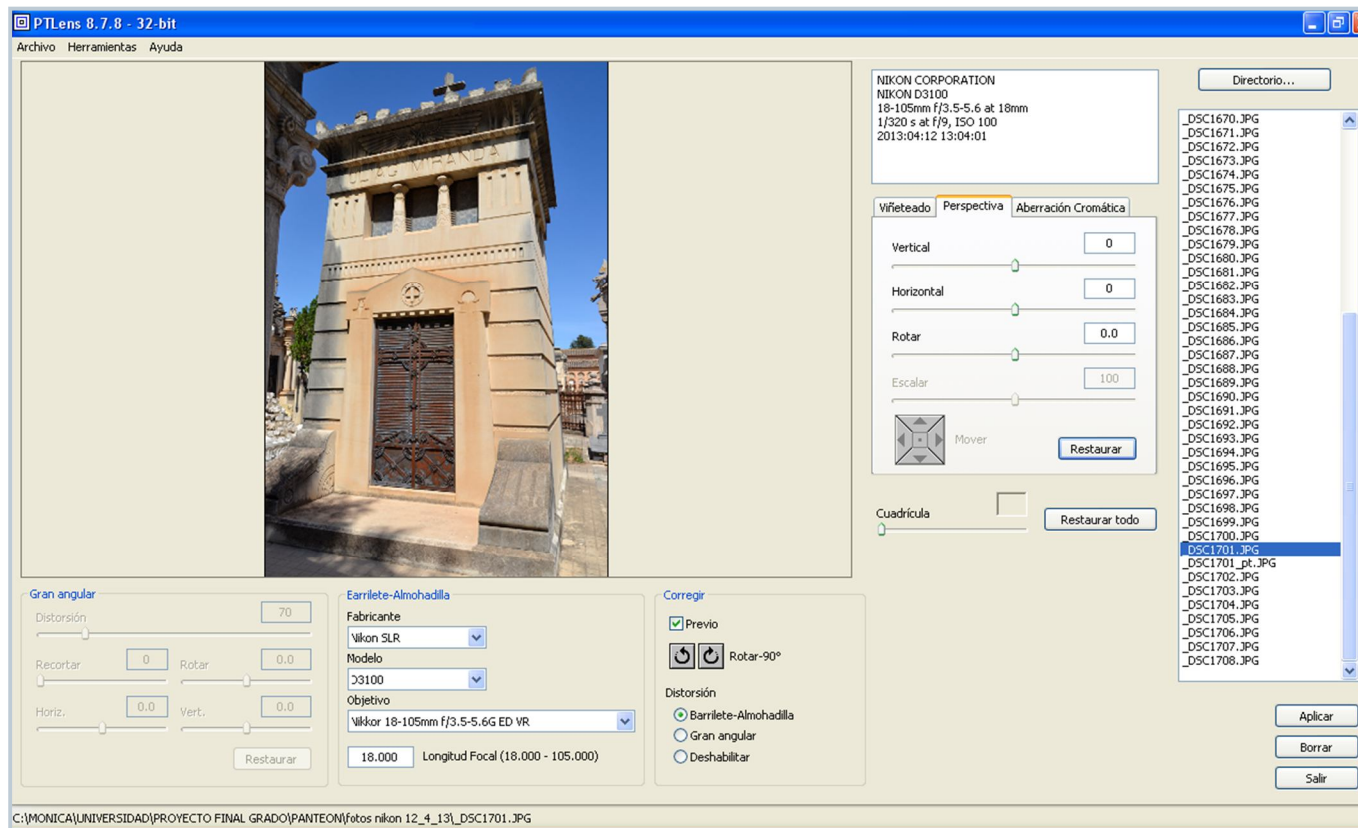 PTLens 8.7.8 - 32-bit
Archivo Herramientas Ayuda
MIRANDA
NIKON CORPORATION
NIKON D3100
18-105mm f/3.5-5.6 at 18mm
1/320 s at f/9, ISO 100
2013:04:12 13:04:01
Viñeteado Perspectiva Aberración Cromática
Vertical 0
Horizontal 0
Rotar 0.0
Escalar 100
Mover
Restaurar
Cuadrícula
Restaurar todo
Directorio...
_DSC1670.JPG
_DSC1671.JPG
_DSC1672.JPG
_DSC1673.JPG
_DSC1674.JPG
_DSC1675.JPG
_DSC1676.JPG
_DSC1677.JPG
_DSC1678.JPG
_DSC1679.JPG
_DSC1680.JPG
_DSC1681.JPG
_DSC1682.JPG
_DSC1683.JPG
_DSC1684.JPG
_DSC1685.JPG
_DSC1686.JPG
_DSC1687.JPG
_DSC1688.JPG
_DSC1689.JPG
_DSC1690.JPG
_DSC1691.JPG
_DSC1692.JPG
_DSC1693.JPG
_DSC1694.JPG
_DSC1695.JPG
_DSC1696.JPG
_DSC1697.JPG
_DSC1698.JPG
_DSC1699.JPG
_DSC1700.JPG
_DSC1701.JPG
_DSC1701_pt.JPG
_DSC1702.JPG
_DSC1703.JPG
_DSC1704.JPG
_DSC1705.JPG
_DSC1706.JPG
_DSC1707.JPG
_DSC1708.JPG
Gran angular
Distorsión 70
Recortar 0 Rotar 0.0
Horiz. 0.0 Vert. 0.0
Restaurar
Earrilete-Almohadilla
Fabricante
Nikon SLR
Modelo
D3100
Objetivo
Nikkor 18-105mm f/3.5-5.6G ED VR
18.000 Longitud Focal (18.000 - 105.000)
Corregir
Previo
Rotar-90°
Distorsión
Barrilete-Almohadilla
Gran angular
Deshabilitar
Aplicar
Borrar
Salir
C:\MONICA\UNIVERSIDAD\PROYECTO FINAL GRADO\PANTEON\fotos nikon 12_4_13\_DSC1701.JPG